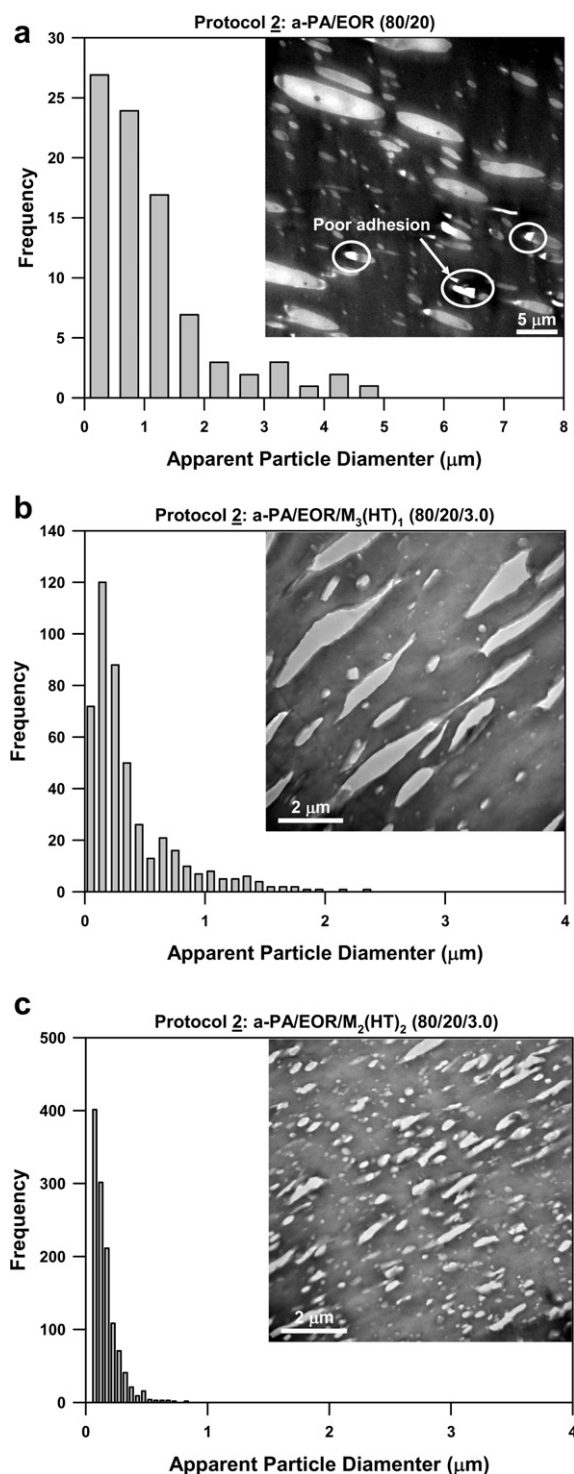 a
Protocol 2: a-PA/EOR (80/20)
30
25
20
15
10
5
0
Frequency
Poor adhesion
5 μm
0 1 2 3 4 5 6 7 8
Apparent Particle Diamenter (μm)
b
Protocol 2: a-PA/EOR/M₃(HT)₁ (80/20/3.0)
140
120
100
80
60
40
20
0
Frequency
2 μm
0 1 2 3 4
Apparent Particle Diamenter (μm)
c
Protocol 2: a-PA/EOR/M₂(HT)₂ (80/20/3.0)
500
400
300
200
100
0
Frequency
2 μm
0 1 2 3 4
Apparent Particle Diamenter (μm)